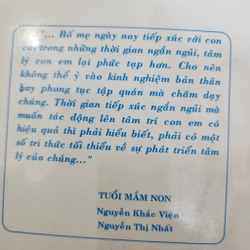 "... Bố mẹ ngày nay tiếp xúc với con
cái trong những thời gian ngắn ngủi, tâm
lý con em lại phức tạp hơn. Cho nên
không thể ỷ vào kinh nghiệm bản thân
hay phong tục tập quán mà chăm dạy
chúng. Thời gian tiếp xúc ngắn ngủi mà
muốn tác động lên tâm trí con em có
hiệu quả thì phải hiểu biết, phải có một
số tri thức tối thiểu về sự phát triển tâm
lý của chúng..."
TUỔI MẦM NON
Nguyễn Khắc Viện
Nguyễn Thị Nhất